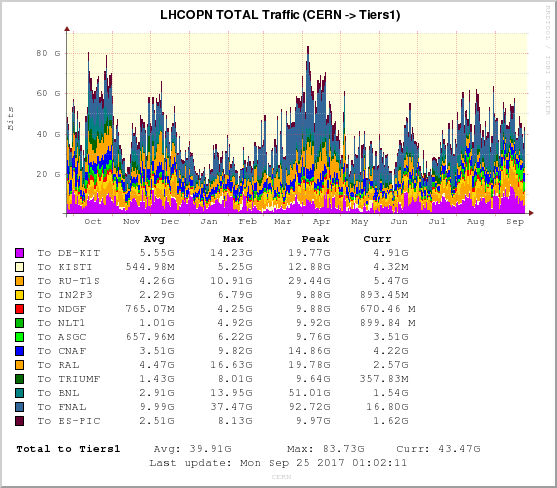 LHCOPN TOTAL Traffic (CERN -> Tiers1)
RRDTOOL / TOBI OETIKER
Bits
80 G
60 G
40 G
20 G
Oct Nov Dec Jan Feb Mar Apr May Jun Jul Aug Sep
Avg Max Peak Curr
To DE-KIT 5.55G 14.23G 19.77G 4.91G
To KISTI 544.98M 5.25G 12.88G 4.32M
To RU-T1S 4.26G 10.91G 29.44G 5.47G
To IN2P3 2.29G 6.79G 9.88G 893.45M
To NDGF 765.07M 4.25G 9.88G 670.46 M
To NLT1 1.01G 4.92G 9.92G 899.84 M
To ASGC 657.96M 6.22G 9.76G 3.51G
To CNAF 3.51G 9.82G 14.86G 4.22G
To RAL 4.47G 16.63G 19.78G 2.57G
To TRIUMF 1.43G 8.01G 9.64G 357.83M
To BNL 2.91G 13.95G 51.01G 1.54G
To FNAL 9.99G 37.47G 92.72G 16.80G
To ES-PIC 2.51G 8.13G 9.97G 1.62G
Total to Tiers1 Avg: 39.91G Max: 83.73G Curr: 43.47G
Last update: Mon Sep 25 2017 01:02:11
CERN